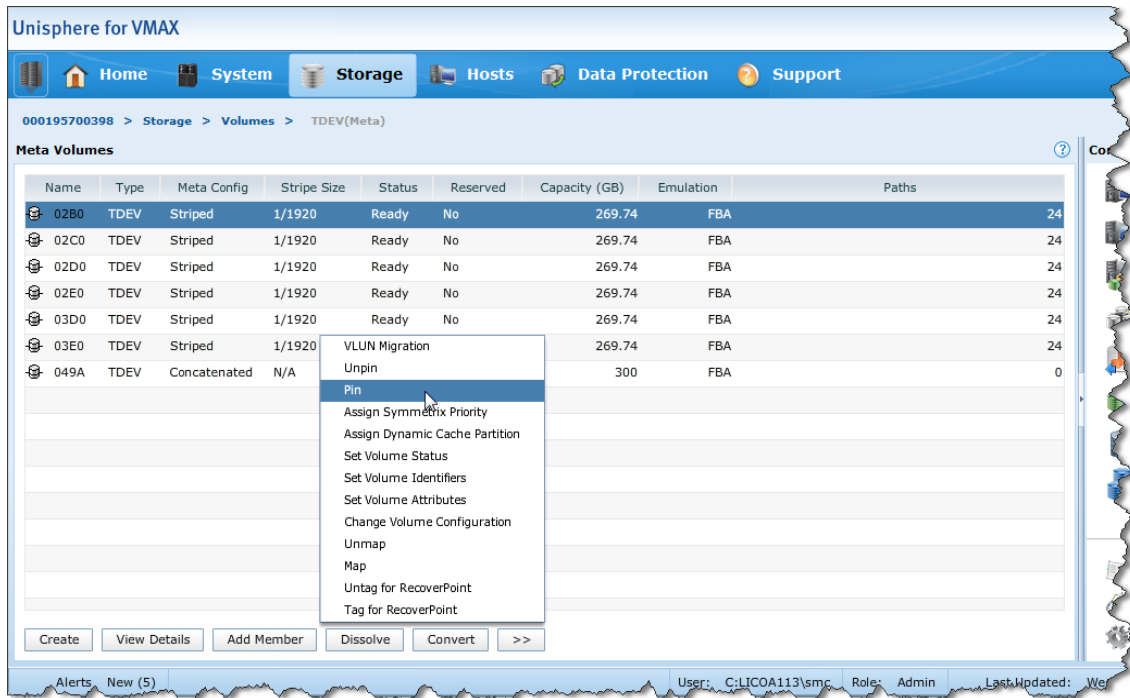 Unisphere for VMAX
Home System Storage Hosts Data Protection Support
000195700398 > Storage > Volumes > TDEV(Meta)
Meta Volumes
Name Type Meta Config Stripe Size Status Reserved Capacity (GB) Emulation Paths
02B0 TDEV Striped 1/1920 Ready No 269.74 FBA 24
02C0 TDEV Striped 1/1920 Ready No 269.74 FBA 24
02D0 TDEV Striped 1/1920 Ready No 269.74 FBA 24
02E0 TDEV Striped 1/1920 Ready No 269.74 FBA 24
03D0 TDEV Striped 1/1920 Ready No 269.74 FBA 24
03E0 TDEV Striped 1/1920 269.74 FBA 24
049A TDEV Concatenated N/A 300 FBA 0
VLUN Migration
Unpin
Pin
Assign Symmetrix Priority
Assign Dynamic Cache Partition
Set Volume Status
Set Volume Identifiers
Set Volume Attributes
Change Volume Configuration
Unmap
Map
Untag for RecoverPoint
Tag for RecoverPoint
Create View Details Add Member Dissolve Convert >>
Alerts New (5) User: C:LICOA113\smc Role: Admin Last Updated: